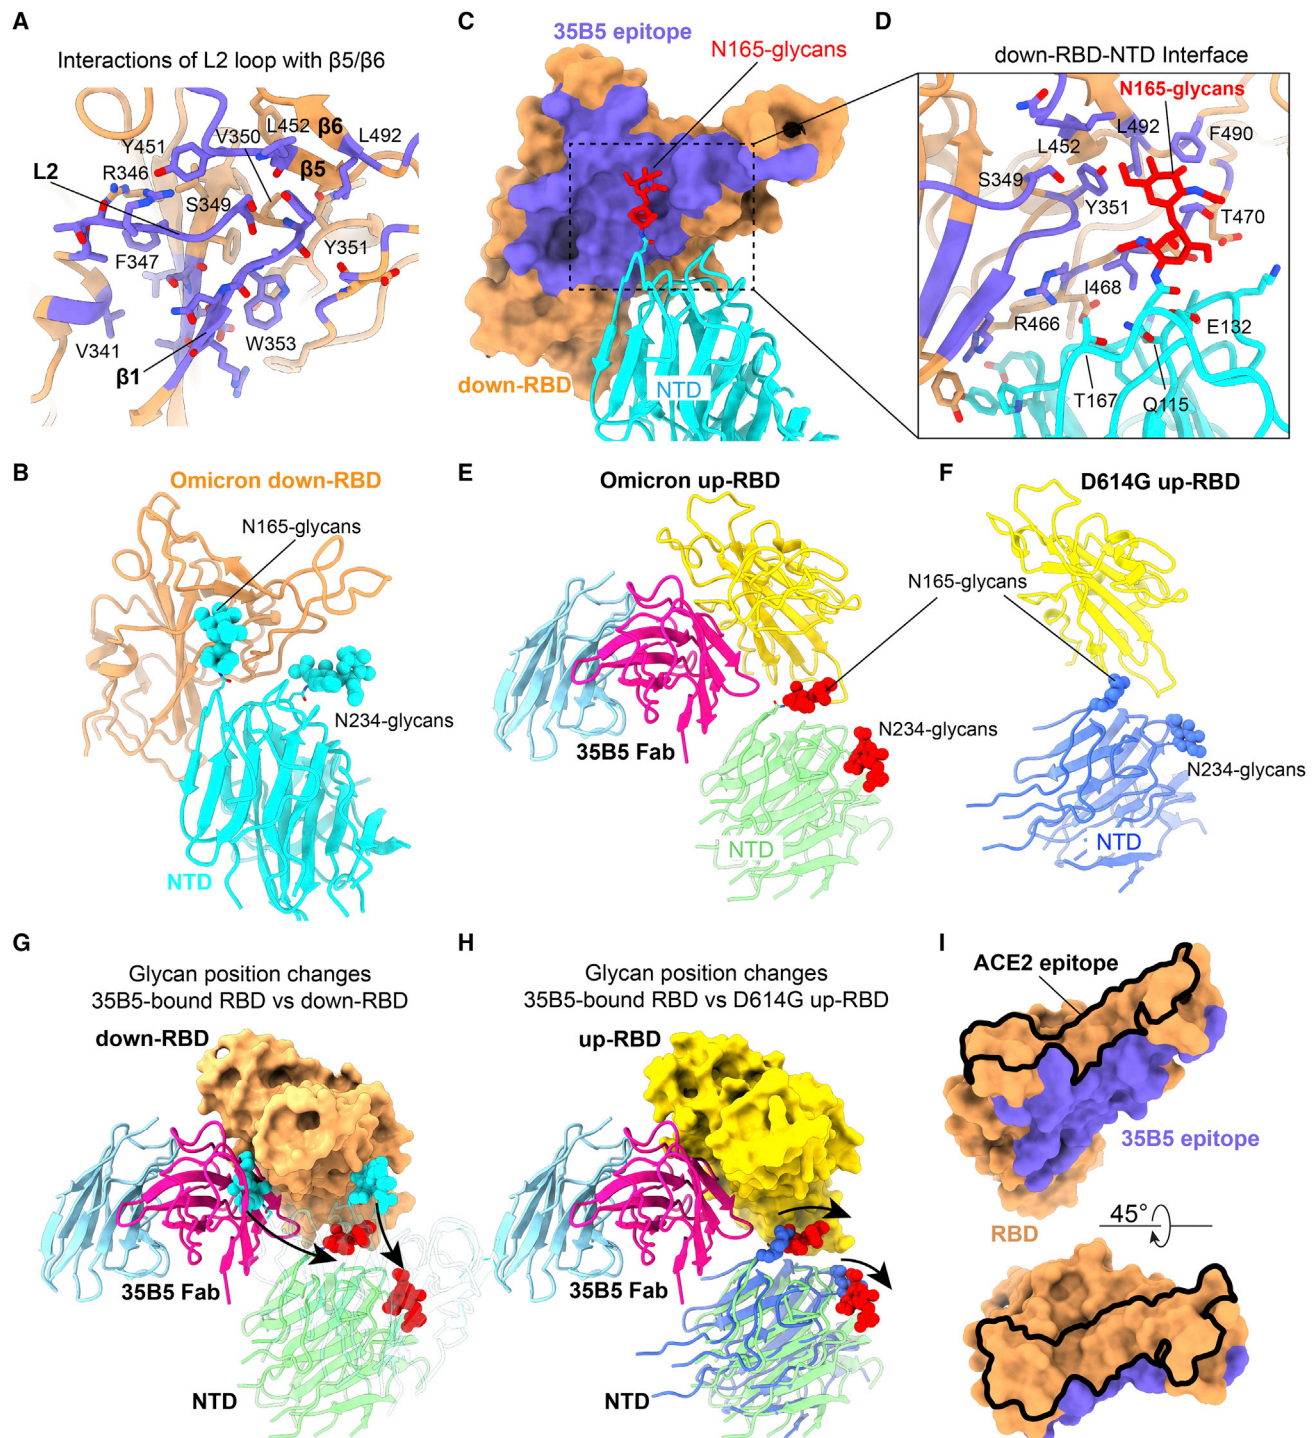 A
Interactions of L2 loop with β5/β6
Y451
V350
L452
β6
L492
R346
β5
L2
S349
Y351
F347
V341
W353
β1
C
35B5 epitope
N165-glycans
down-RBD
NTD
D
down-RBD-NTD Interface
N165-glycans
L492
F490
L452
S349
Y351
T470
I468
R466
E132
T167
Q115
B
Omicron down-RBD
N165-glycans
N234-glycans
NTD
E
Omicron up-RBD
N165-glycans
N234-glycans
35B5 Fab
NTD
F
D614G up-RBD
N234-glycans
NTD
G
Glycan position changes
35B5-bound RBD vs down-RBD
down-RBD
35B5 Fab
NTD
H
Glycan position changes
35B5-bound RBD vs D614G up-RBD
up-RBD
35B5 Fab
NTD
I
ACE2 epitope
35B5 epitope
RBD
45°